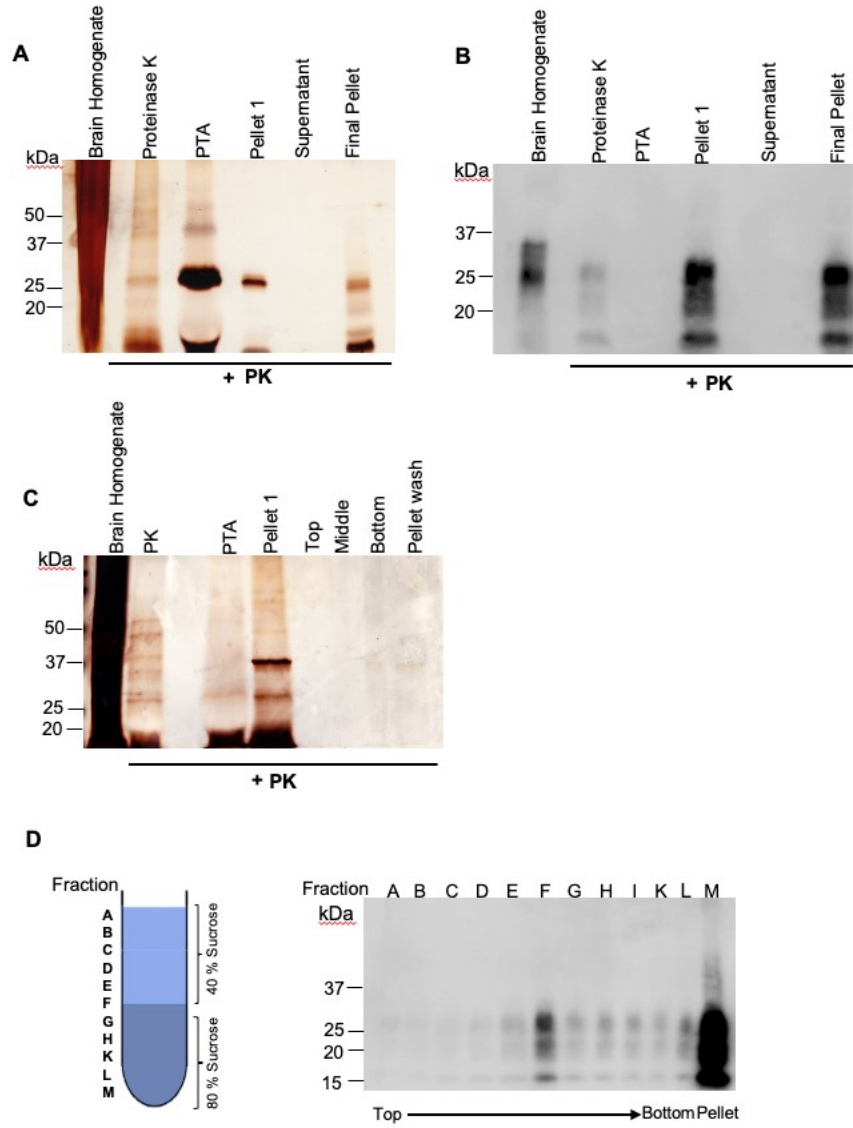 A
Brain Homogenate
Proteinase K
PTA
Pellet 1
Supernatant
Final Pellet
kDa
50
37
25
20
+ PK
B
Brain Homogenate
Proteinase K
PTA
Pellet 1
Supernatant
Final Pellet
kDa
37
25
20
+ PK
C
Brain Homogenate
PK
PTA
Pellet 1
Top
Middle
Bottom
Pellet wash
kDa
50
37
25
20
+ PK
D
Fraction
A
B
C
D
E
F
G
H
K
L
M
40 % Sucrose
80 % Sucrose
Fraction A B C D E F G H I K L M
kDa
37
25
20
15
Top Bottom Pellet